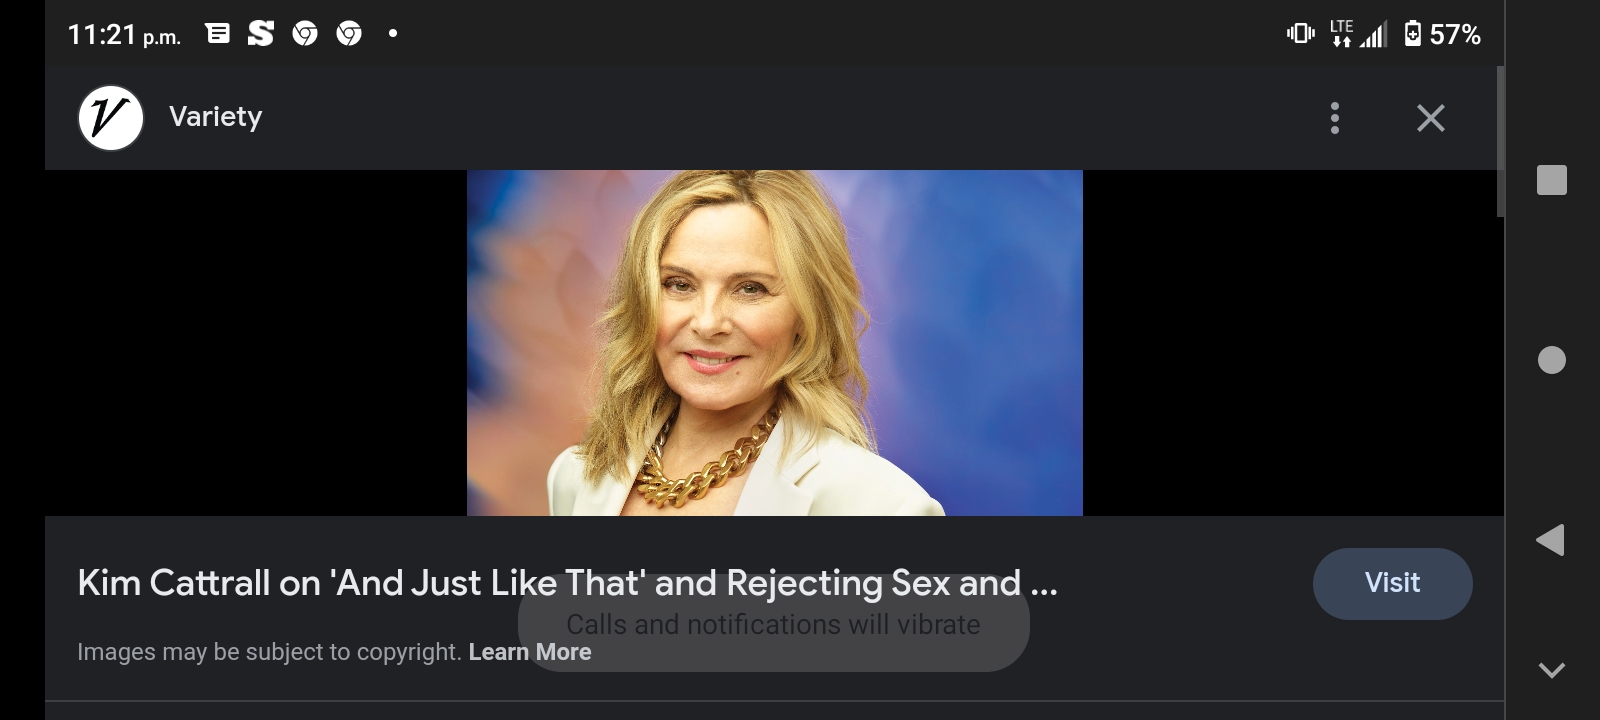 11:21 p.m.
LTE
57%
Variety
Kim Cattrall on 'And Just Like That' and Rejecting Sex and ...
Visit
Calls and notifications will vibrate
Images may be subject to copyright. Learn More